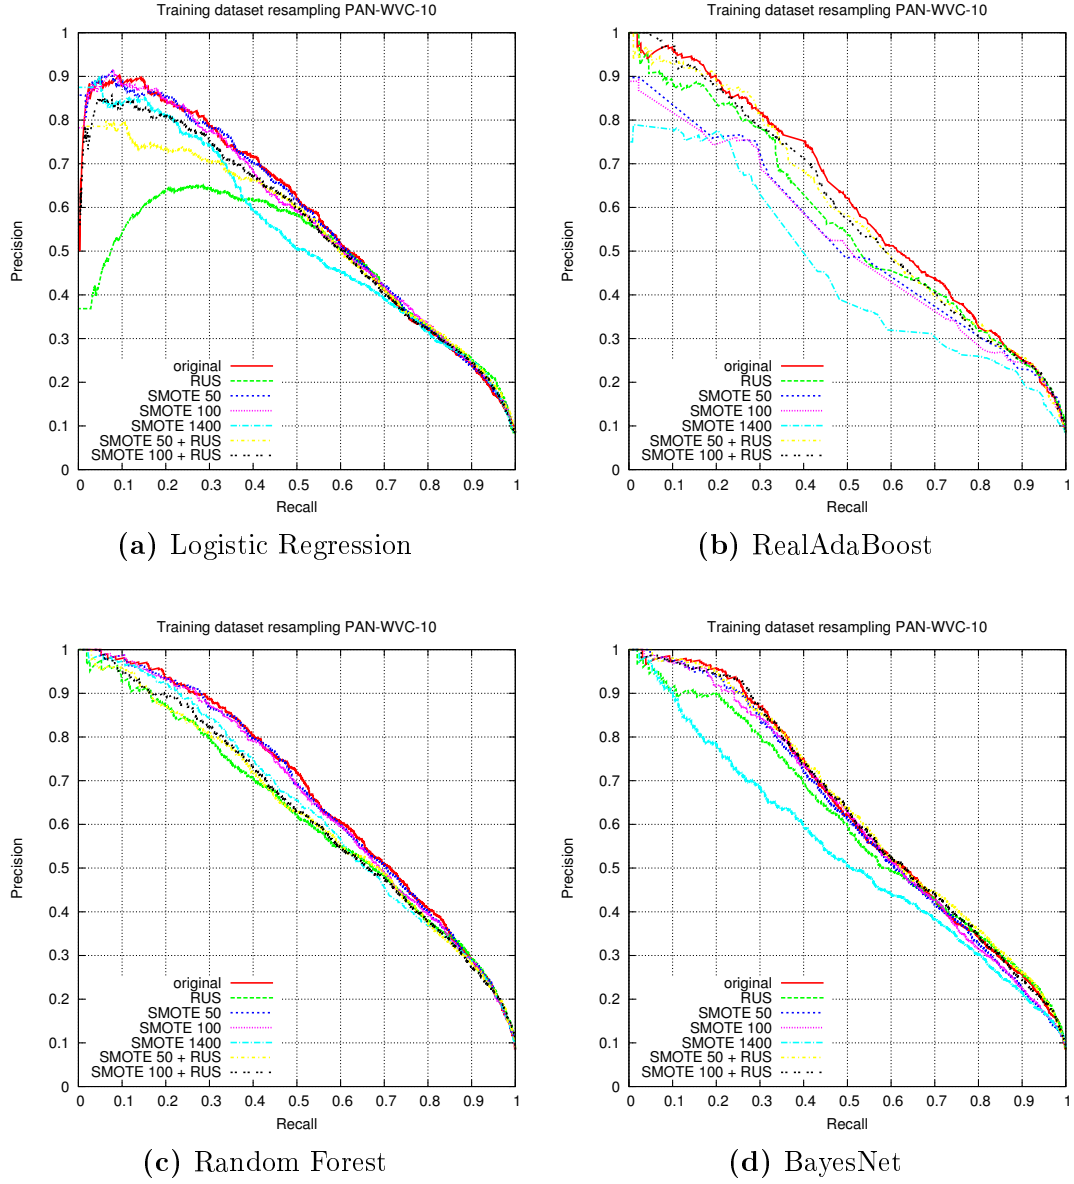 Training dataset resampling PAN-WVC-10
Precision
1
0.9
0.8
0.7
0.6
0.5
0.4
0.3
0.2
0.1
0
original
RUS
SMOTE 50
SMOTE 100
SMOTE 1400
SMOTE 50 + RUS
SMOTE 100 + RUS
0 0.1 0.2 0.3 0.4 0.5 0.6 0.7 0.8 0.9 1
Recall
(a) Logistic Regression
Training dataset resampling PAN-WVC-10
Precision
1
0.9
0.8
0.7
0.6
0.5
0.4
0.3
0.2
0.1
0
original
RUS
SMOTE 50
SMOTE 100
SMOTE 1400
SMOTE 50 + RUS
SMOTE 100 + RUS
0 0.1 0.2 0.3 0.4 0.5 0.6 0.7 0.8 0.9 1
Recall
(b) RealAdaBoost
Training dataset resampling PAN-WVC-10
Precision
1
0.9
0.8
0.7
0.6
0.5
0.4
0.3
0.2
0.1
0
original
RUS
SMOTE 50
SMOTE 100
SMOTE 1400
SMOTE 50 + RUS
SMOTE 100 + RUS
0 0.1 0.2 0.3 0.4 0.5 0.6 0.7 0.8 0.9 1
Recall
(c) Random Forest
Training dataset resampling PAN-WVC-10
Precision
1
0.9
0.8
0.7
0.6
0.5
0.4
0.3
0.2
0.1
0
original
RUS
SMOTE 50
SMOTE 100
SMOTE 1400
SMOTE 50 + RUS
SMOTE 100 + RUS
0 0.1 0.2 0.3 0.4 0.5 0.6 0.7 0.8 0.9 1
Recall
(d) BayesNet